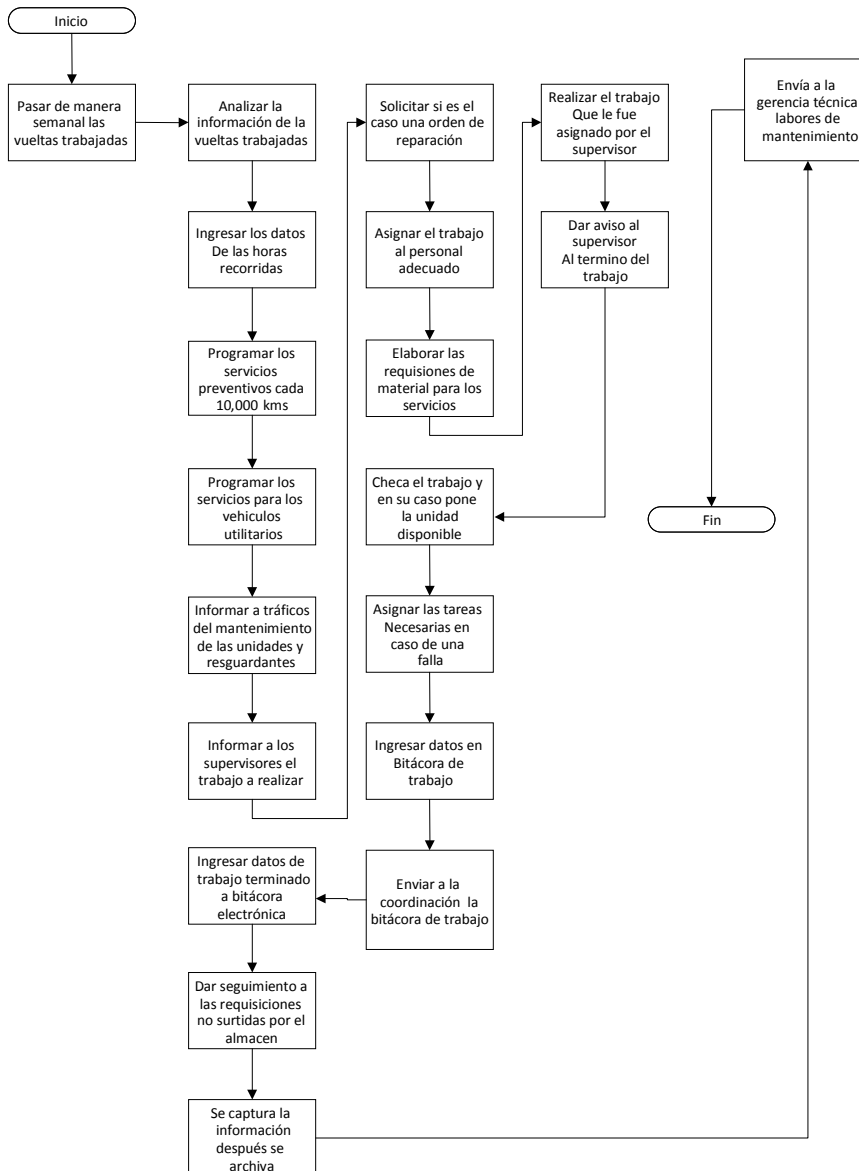 Inicio
Pasar de manera
semanal las
vueltas trabajadas
Analizar la
información de la
vueltas trabajadas
Ingresar los datos
De las horas
recorridas
Programar los
servicios
preventivos cada
10,000 kms
Programar los
servicios para los
vehiculos
utilitarios
Informar a tráficos
del mantenimiento
de las unidades y
resguardantes
Informar a los
supervisores el
trabajo a realizar
Solicitar si es el
caso una orden de
reparación
Asignar el trabajo
al personal
adecuado
Elaborar las
requisiones de
material para los
servicios
Realizar el trabajo
Que le fue
asignado por el
supervisor
Dar aviso al
supervisor
Al termino del
trabajo
Checa el trabajo y
en su caso pone
la unidad
disponible
Asignar las tareas
Necesarias en
caso de una
falla
Ingresar datos en
Bitácora de
trabajo
Enviar a la
coordinación la
bitácora de trabajo
Ingresar datos de
trabajo terminado
a bitácora
electrónica
Dar seguimiento a
las requisiciones
no surtidas por el
almacen
Se captura la
información
después se
archiva
Envía a la
gerencia técnica
labores de
mantenimiento
Fin